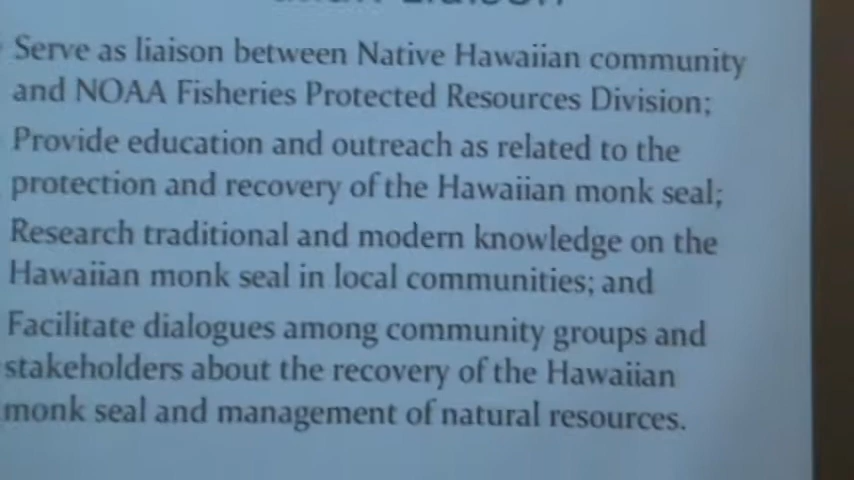 Serve as liaison between Native Hawaiian community
and NOAA Fisheries Protected Resources Division;
Provide education and outreach as related to the
protection and recovery of the Hawaiian monk seal;
Research traditional and modern knowledge on the
Hawaiian monk seal in local communities; and
Facilitate dialogues among community groups and
stakeholders about the recovery of the Hawaiian
monk seal and management of natural resources.